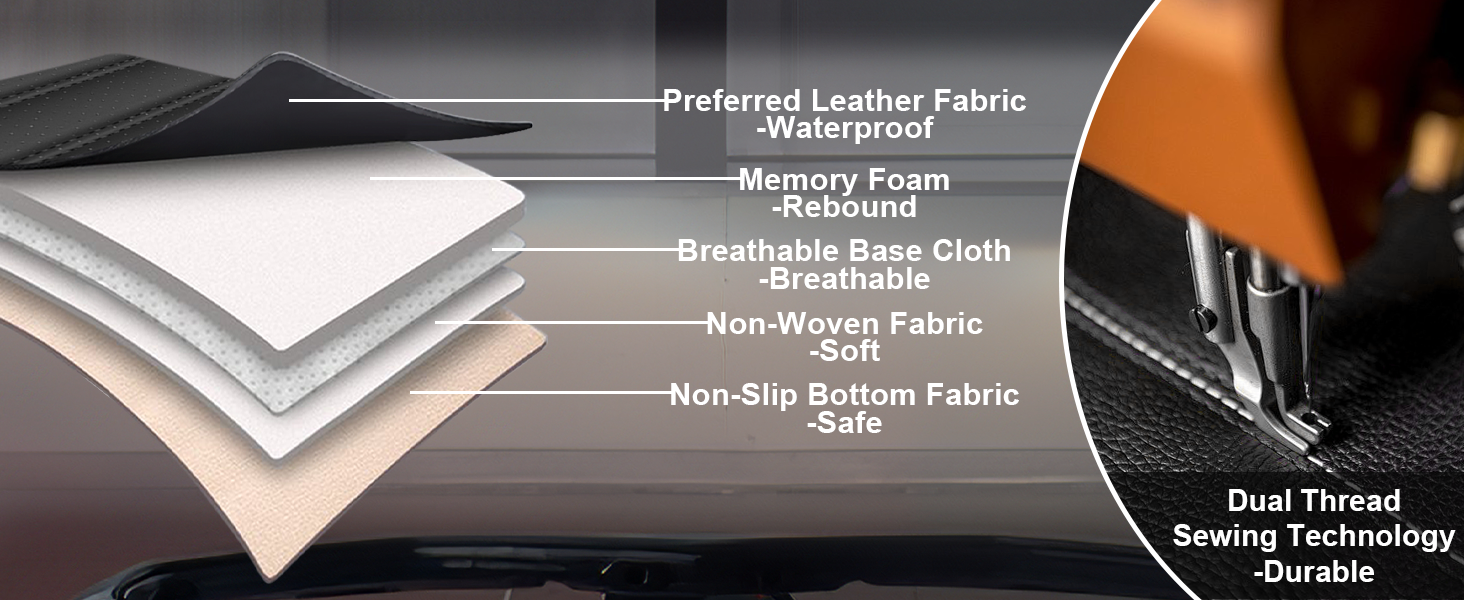 Preferred Leather Fabric
-Waterproof
Memory Foam
-Rebound
Breathable Base Cloth
-Breathable
Non-Woven Fabric
-Soft
Non-Slip Bottom Fabric
-Safe
Dual Thread
Sewing Technology
-Durable